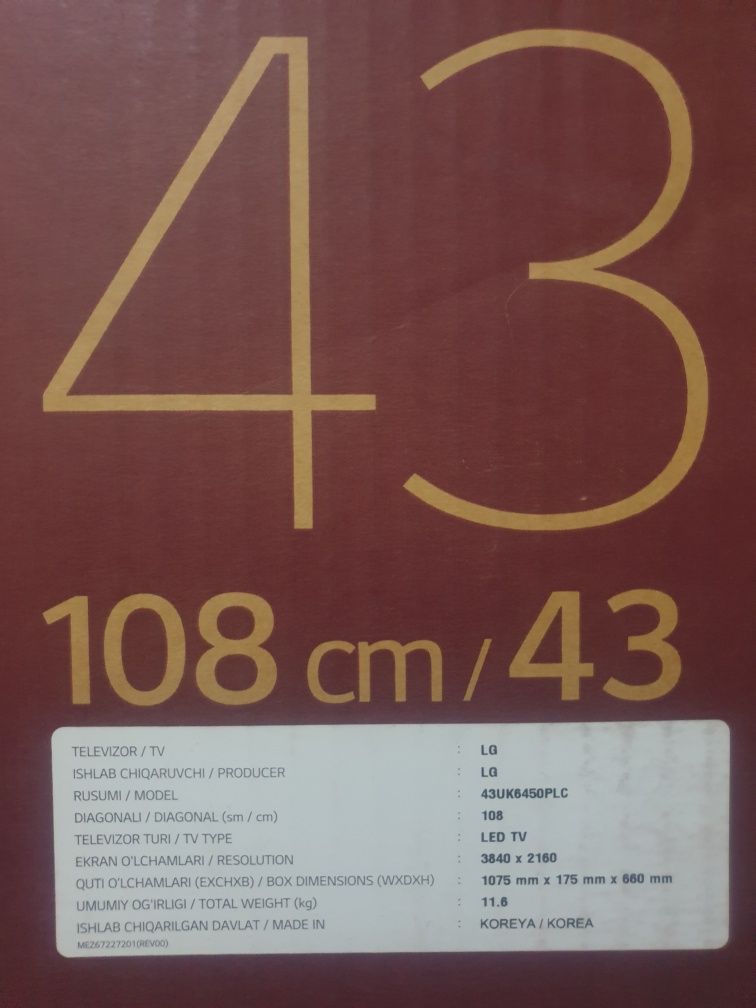 43
108 cm / 43
TELEVIZOR / TV : LG
ISHLAB CHIQARUVCHI / PRODUCER : LG
RUSUMI / MODEL : 43UK6450PLC
DIAGONALI / DIAGONAL (sm / cm) : 108
TELEVIZOR TURI / TV TYPE : LED TV
EKRAN O'LCHAMLARI / RESOLUTION : 3840 x 2160
QUTI O'LCHAMLARI (EXCHXB) / BOX DIMENSIONS (WXDXH) : 1075 mm x 175 mm x 660 mm
UMUMIY OG'IRLIGI / TOTAL WEIGHT (kg) : 11.6
ISHLAB CHIQARILGAN DAVLAT / MADE IN : KOREYA / KOREA
MEZ67227201(REV00)